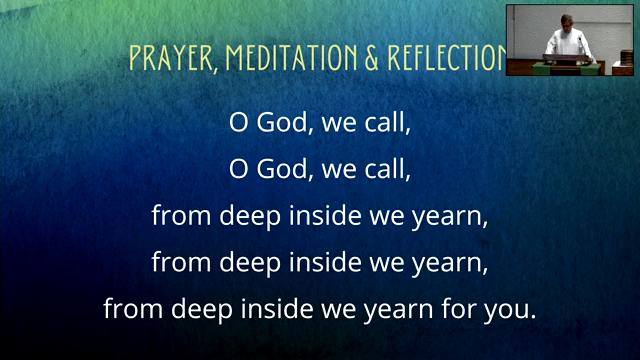 PRAYER, MEDITATION & REFLECTION
O God, we call,
O God, we call,
from deep inside we yearn,
from deep inside we yearn,
from deep inside we yearn for you.